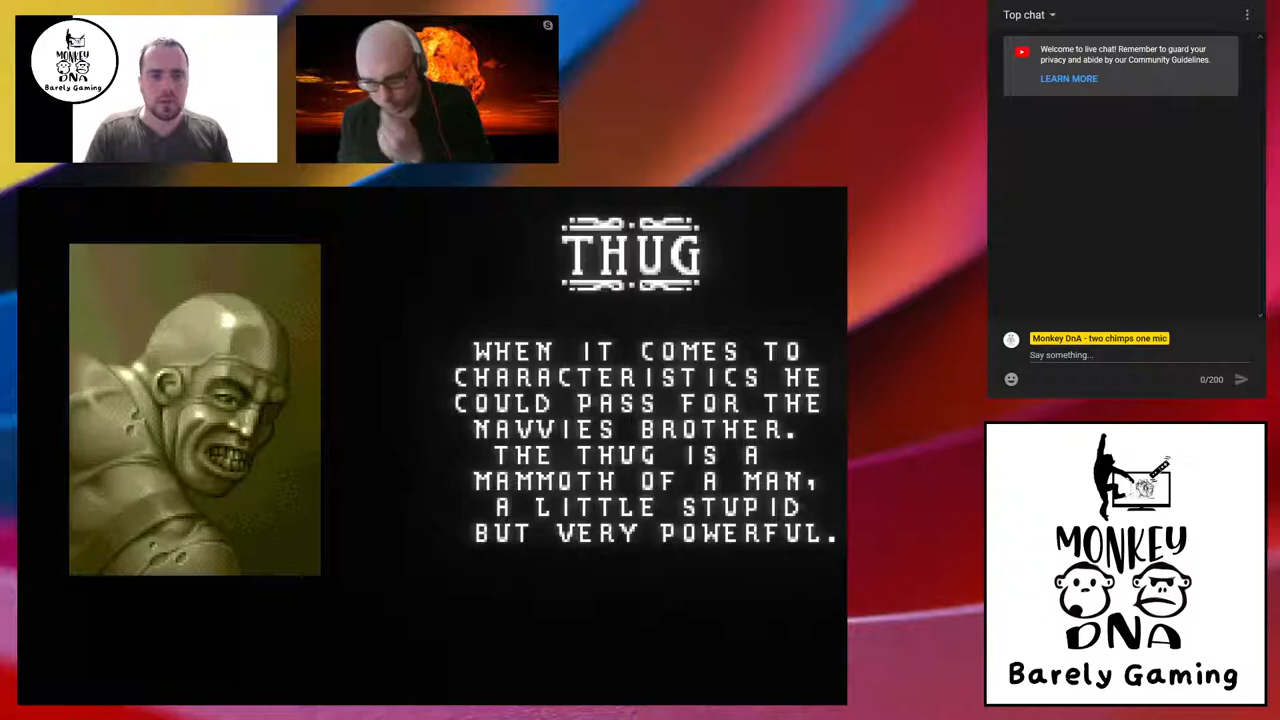 MONKEY
DNA
Barely Gaming
Top chat
Welcome to live chat! Remember to guard your
privacy and abide by our Community Guidelines.
LEARN MORE
THUG
WHEN IT COMES TO
CHARACTERISTICS HE
COULD PASS FOR THE
NAVVIES BROTHER.
THE THUG IS A
MAMMOTH OF A MAN,
A LITTLE STUPID
BUT VERY POWERFUL.
Monkey DnA - two chimps one mic
Say something...
0/200
MONKEY
DNA
Barely Gaming